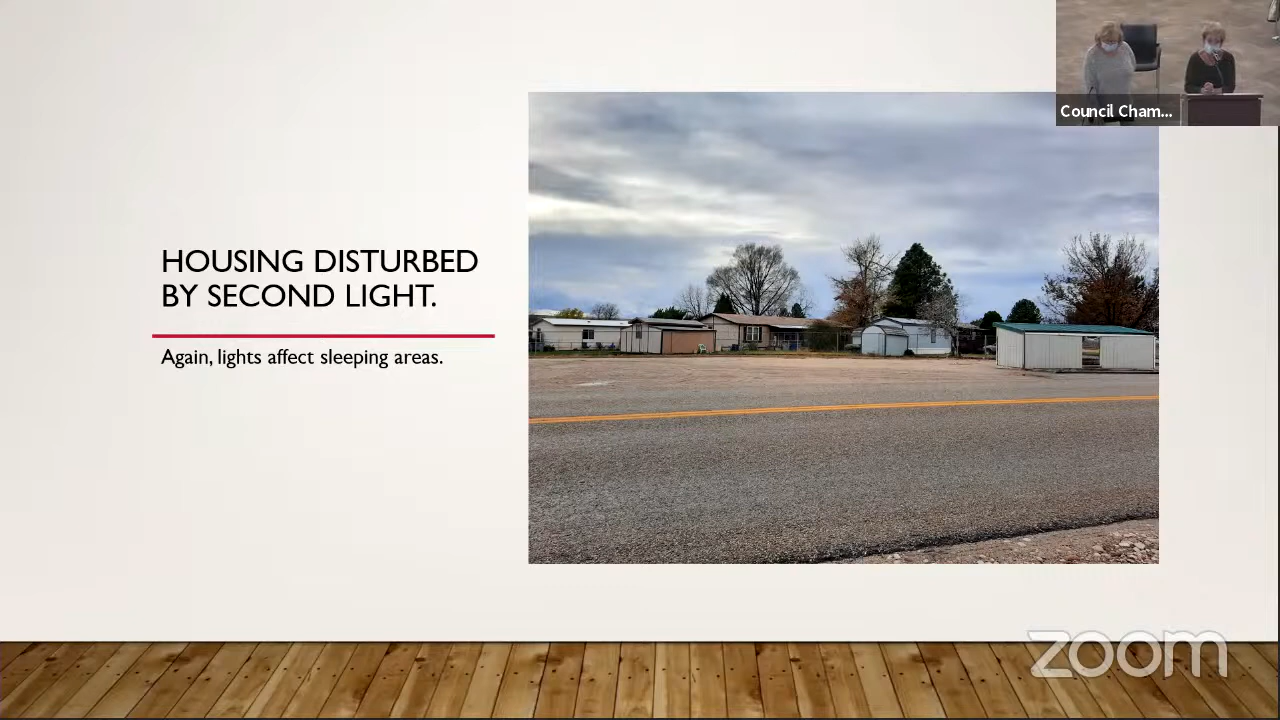 Council Cham...
HOUSING DISTURBED
BY SECOND LIGHT.
Again, lights affect sleeping areas.
zoom